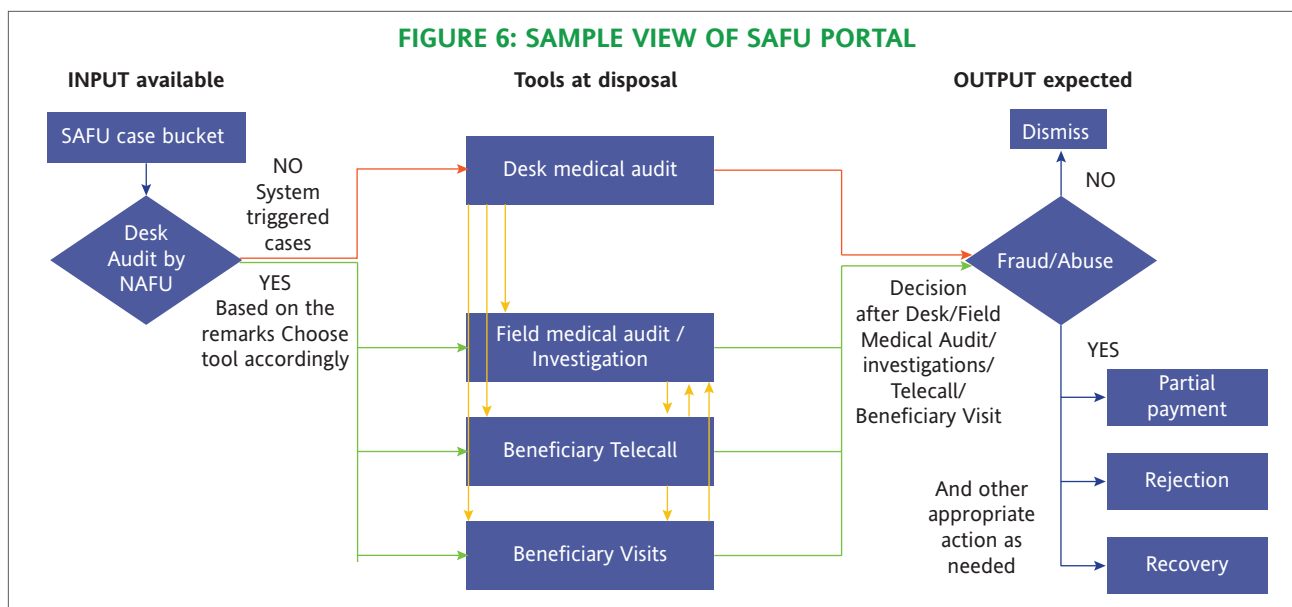 FIGURE 6: SAMPLE VIEW OF SAFU PORTAL
INPUT available
SAFU case bucket
Desk
Audit by
NAFU
NO
System
triggered
cases
YES
Based on the
remarks Choose
tool accordingly
Tools at disposal
Desk medical audit
Field medical audit /
Investigation
Beneficiary Telecall
Beneficiary Visits
OUTPUT expected
Dismiss
NO
Fraud/Abuse
Decision
after Desk/Field
Medical Audit/
investigations/
Telecall/
Beneficiary Visit
YES
Partial
payment
Rejection
Recovery
And other
appropriate
action as
needed